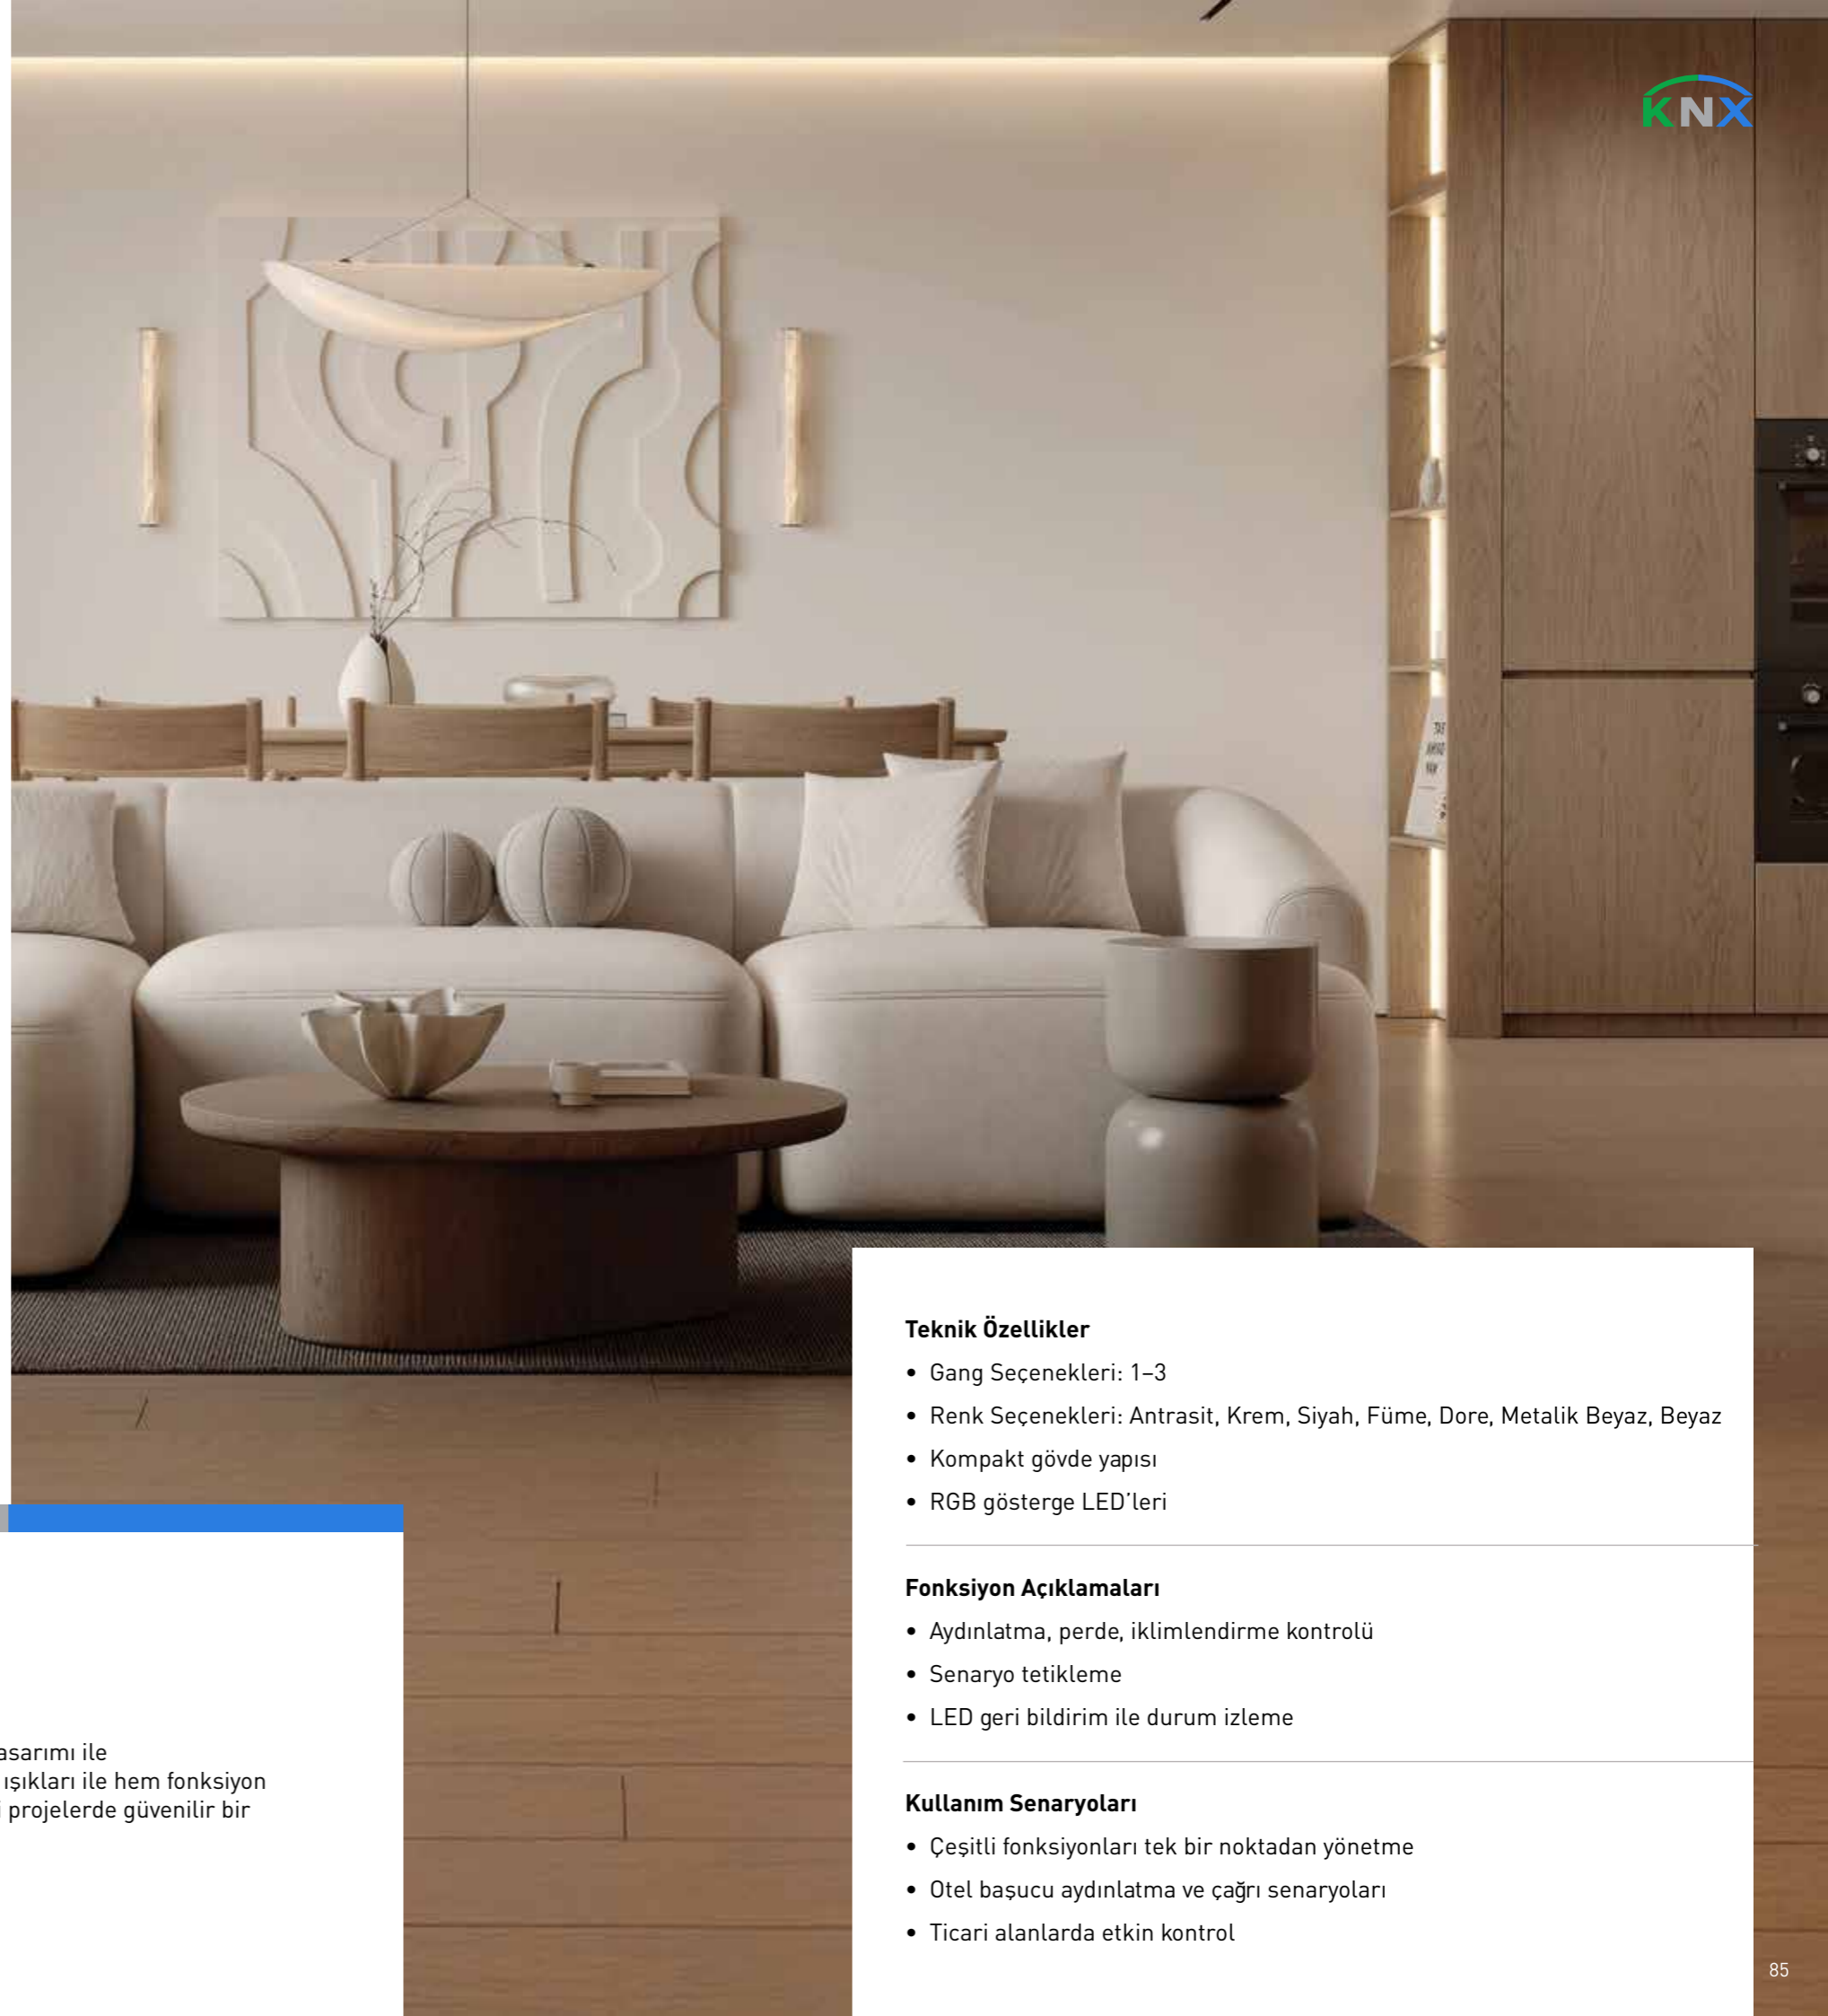 KNX
asarımı ile
ışıkları ile hem fonksiyon
projelerde güvenilir bir
Teknik Özellikler
• Gang Seçenekleri: 1–3
• Renk Seçenekleri: Antrasit, Krem, Siyah, Füme, Dore, Metalik Beyaz, Beyaz
• Kompakt gövde yapısı
• RGB gösterge LED'leri
Fonksiyon Açıklamaları
• Aydınlatma, perde, iklimlendirme kontrolü
• Senaryo tetikleme
• LED geri bildirim ile durum izleme
Kullanım Senaryoları
• Çeşitli fonksiyonları tek bir noktadan yönetme
• Otel başucu aydınlatma ve çağrı senaryoları
• Ticari alanlarda etkin kontrol
85